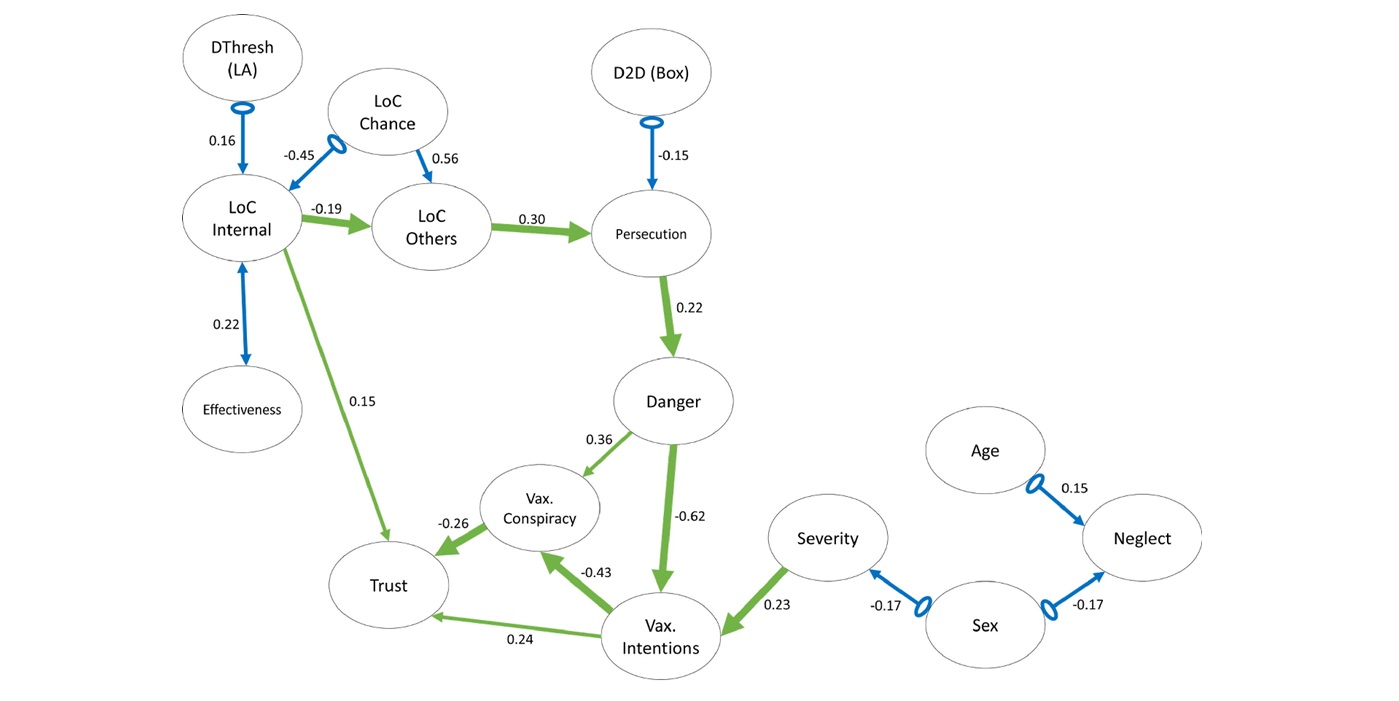 DThresh
(LA)
D2D (Box)
LoC
Chance
0.16
-0.45
0.56
-0.15
LoC
Internal
-0.19
LoC
Others
0.30
Persecution
0.22
0.22
Effectiveness
0.15
Danger
0.36
Age
0.15
Vax.
Conspiracy
-0.26
-0.62
Severity
Neglect
Trust
-0.43
0.23
-0.17
-0.17
Sex
0.24
Vax.
Intentions